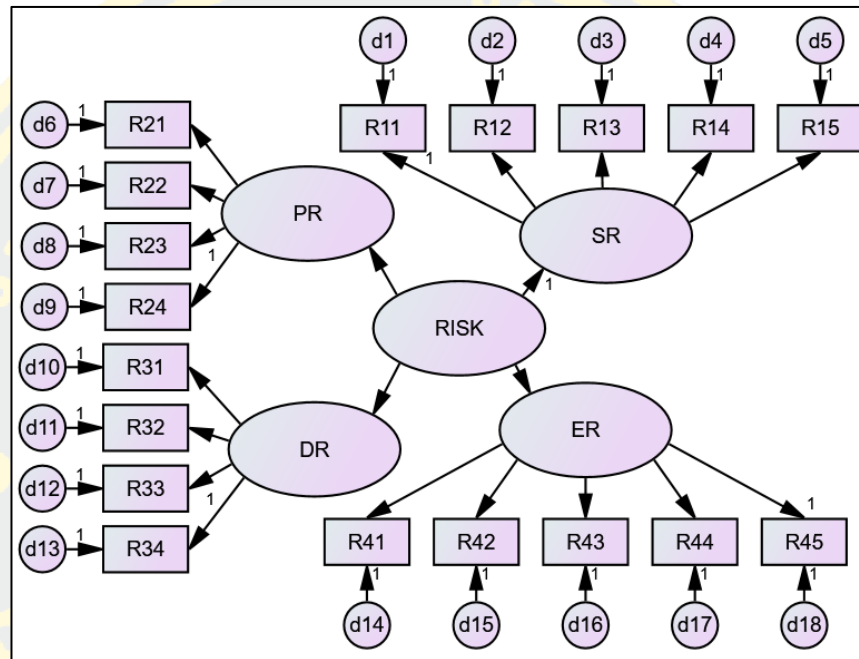 d1 d2 d3 d4 d5
1 1 1 1 1
R11 R12 R13 R14 R15
1
d6 1 R21
d7 1 R22
d8 1 R23
1
d9 1 R24
PR
SR
1
RISK
d10 1 R31
d11 1 R32
d12 1 R33
1
d13 1 R34
DR
ER
1
R41 R42 R43 R44 R45
1 1 1 1 1
d14 d15 d16 d17 d18